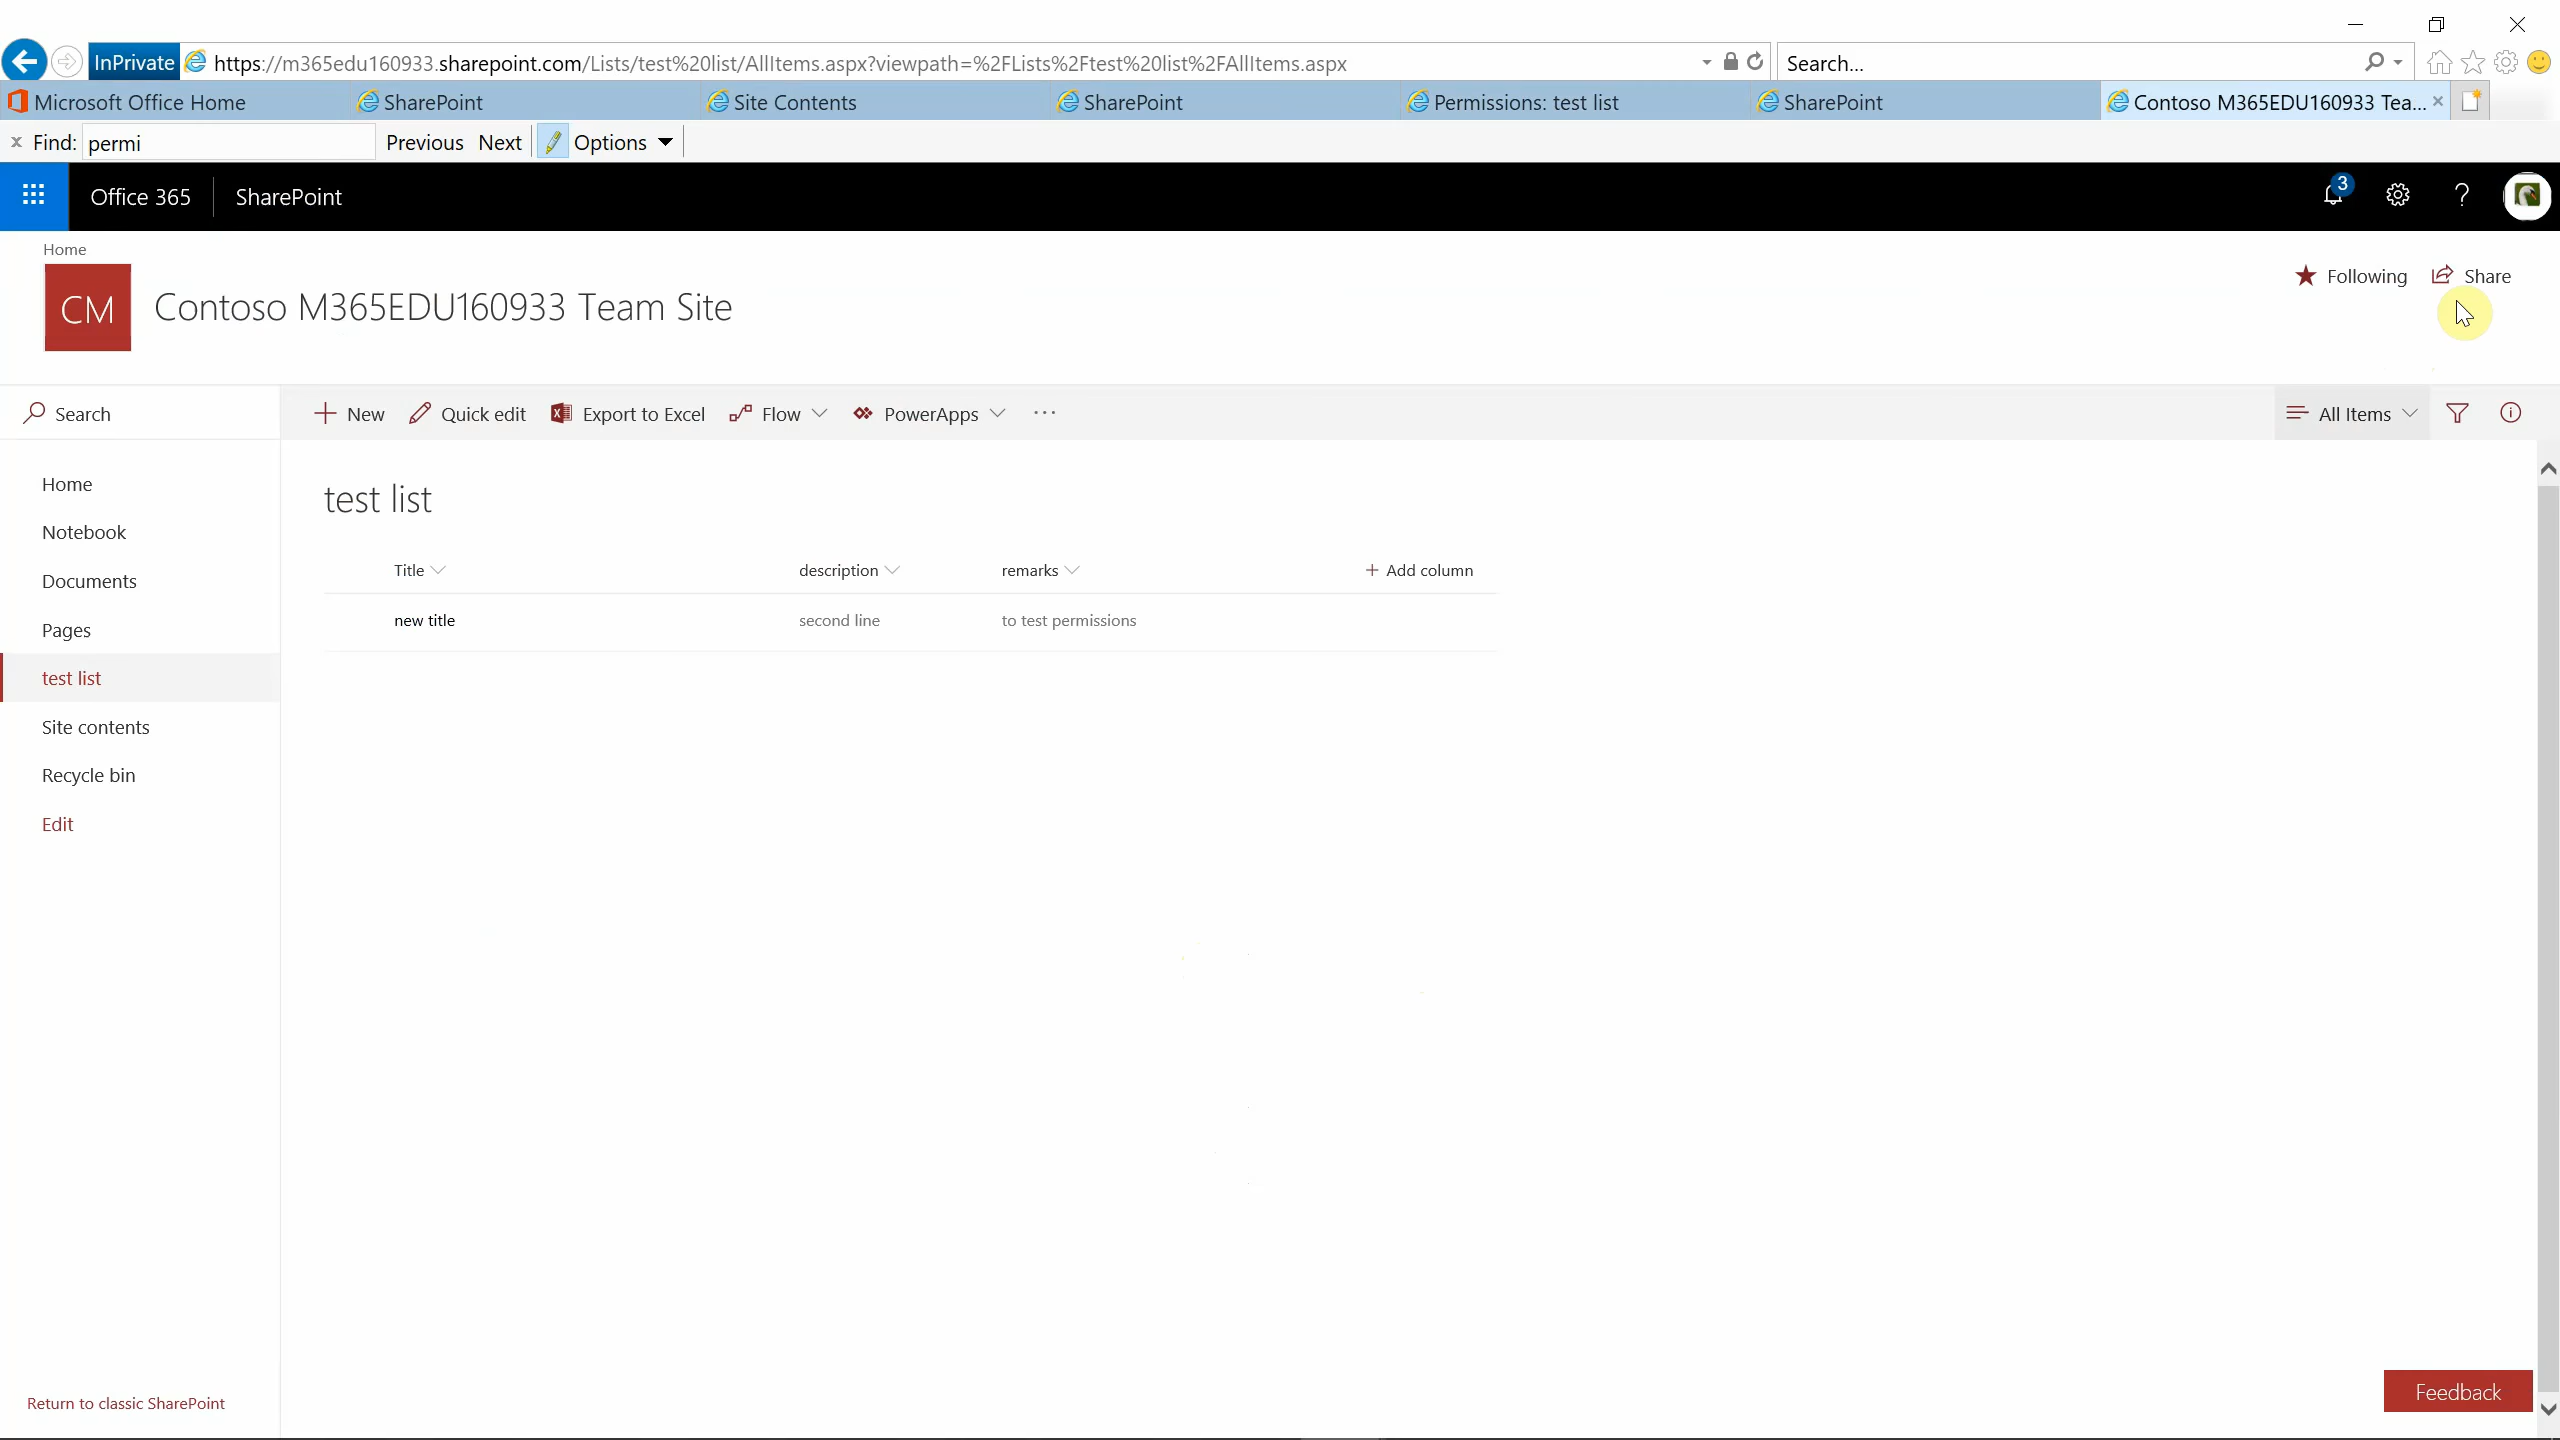 InPrivate https://m365edu160933.sharepoint.com/Lists/test%20list/AllItems.aspx?viewpath=%2FLists%2Ftest%20list%2FAllItems.aspx Search...
Microsoft Office Home SharePoint Site Contents SharePoint Permissions: test list SharePoint Contoso M365EDU160933 Tea... ×
x Find: permi Previous Next Options
Office 365 SharePoint 3 ?
Home
CM Contoso M365EDU160933 Team Site Following Share
Search New Quick edit Export to Excel Flow PowerApps ... All Items
Home
Notebook
Documents
Pages
test list
Site contents
Recycle bin
Edit
test list
Title description remarks + Add column
new title second line to test permissions
Return to classic SharePoint
Feedback